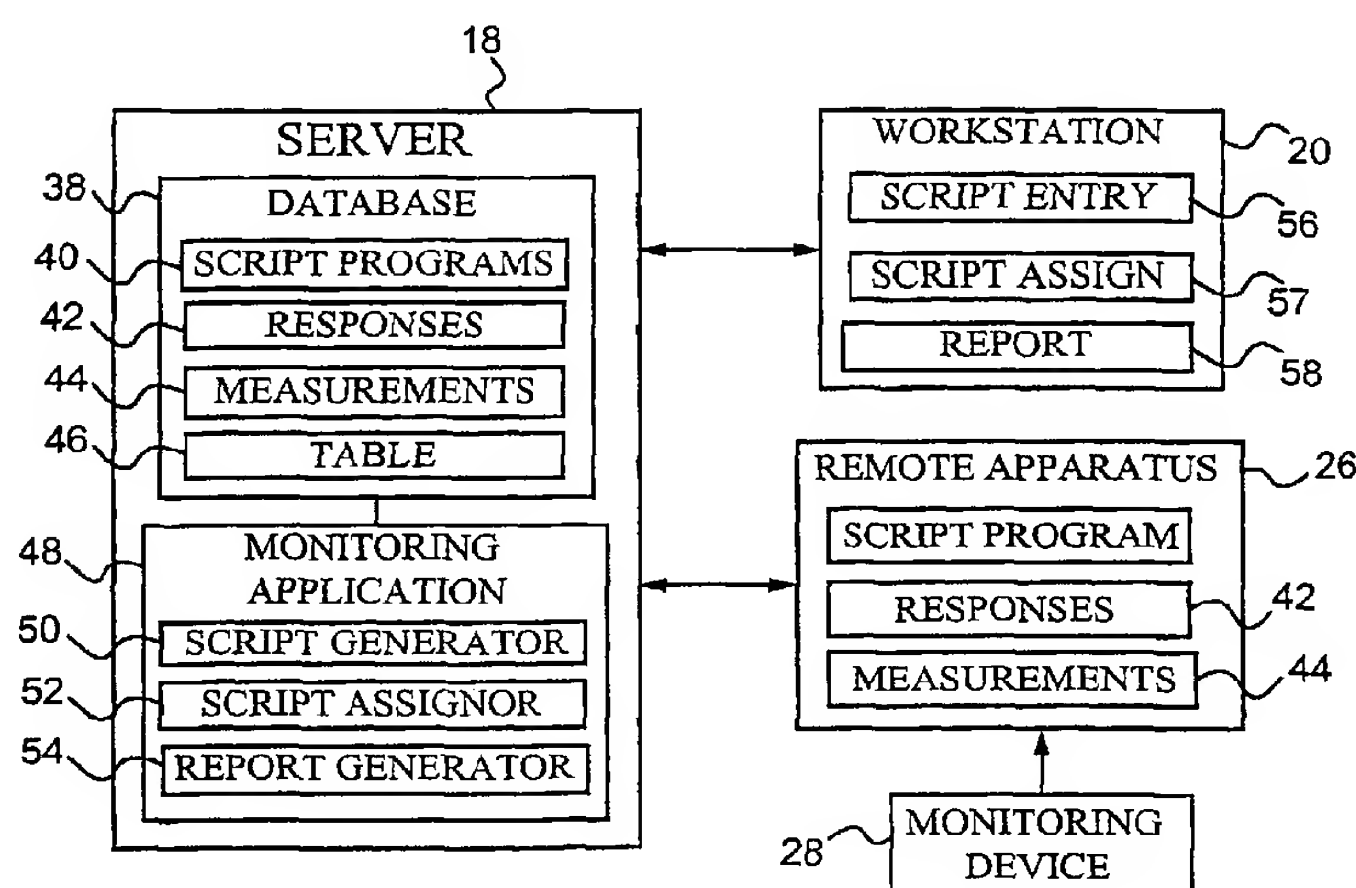 18
SERVER
38
DATABASE
40
SCRIPT PROGRAMS
42
RESPONSES
44
MEASUREMENTS
46
TABLE
48
MONITORING
APPLICATION
50
SCRIPT GENERATOR
52
SCRIPT ASSIGNOR
54
REPORT GENERATOR
WORKSTATION
20
SCRIPT ENTRY
56
SCRIPT ASSIGN
57
REPORT
58
REMOTE APPARATUS
26
SCRIPT PROGRAM
RESPONSES
42
MEASUREMENTS
44
28
MONITORING
DEVICE